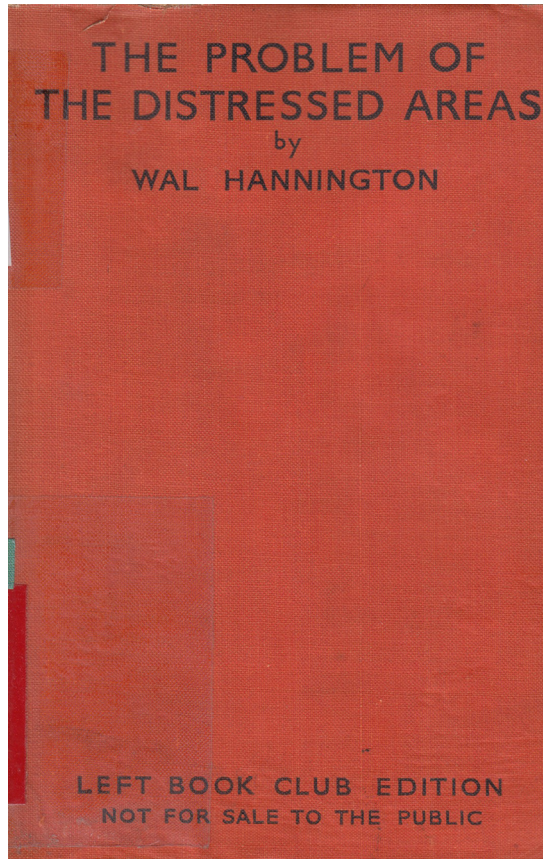 THE PROBLEM OF
THE DISTRESSED AREAS
by
WAL HANNINGTON
LEFT BOOK CLUB EDITION
NOT FOR SALE TO THE PUBLIC